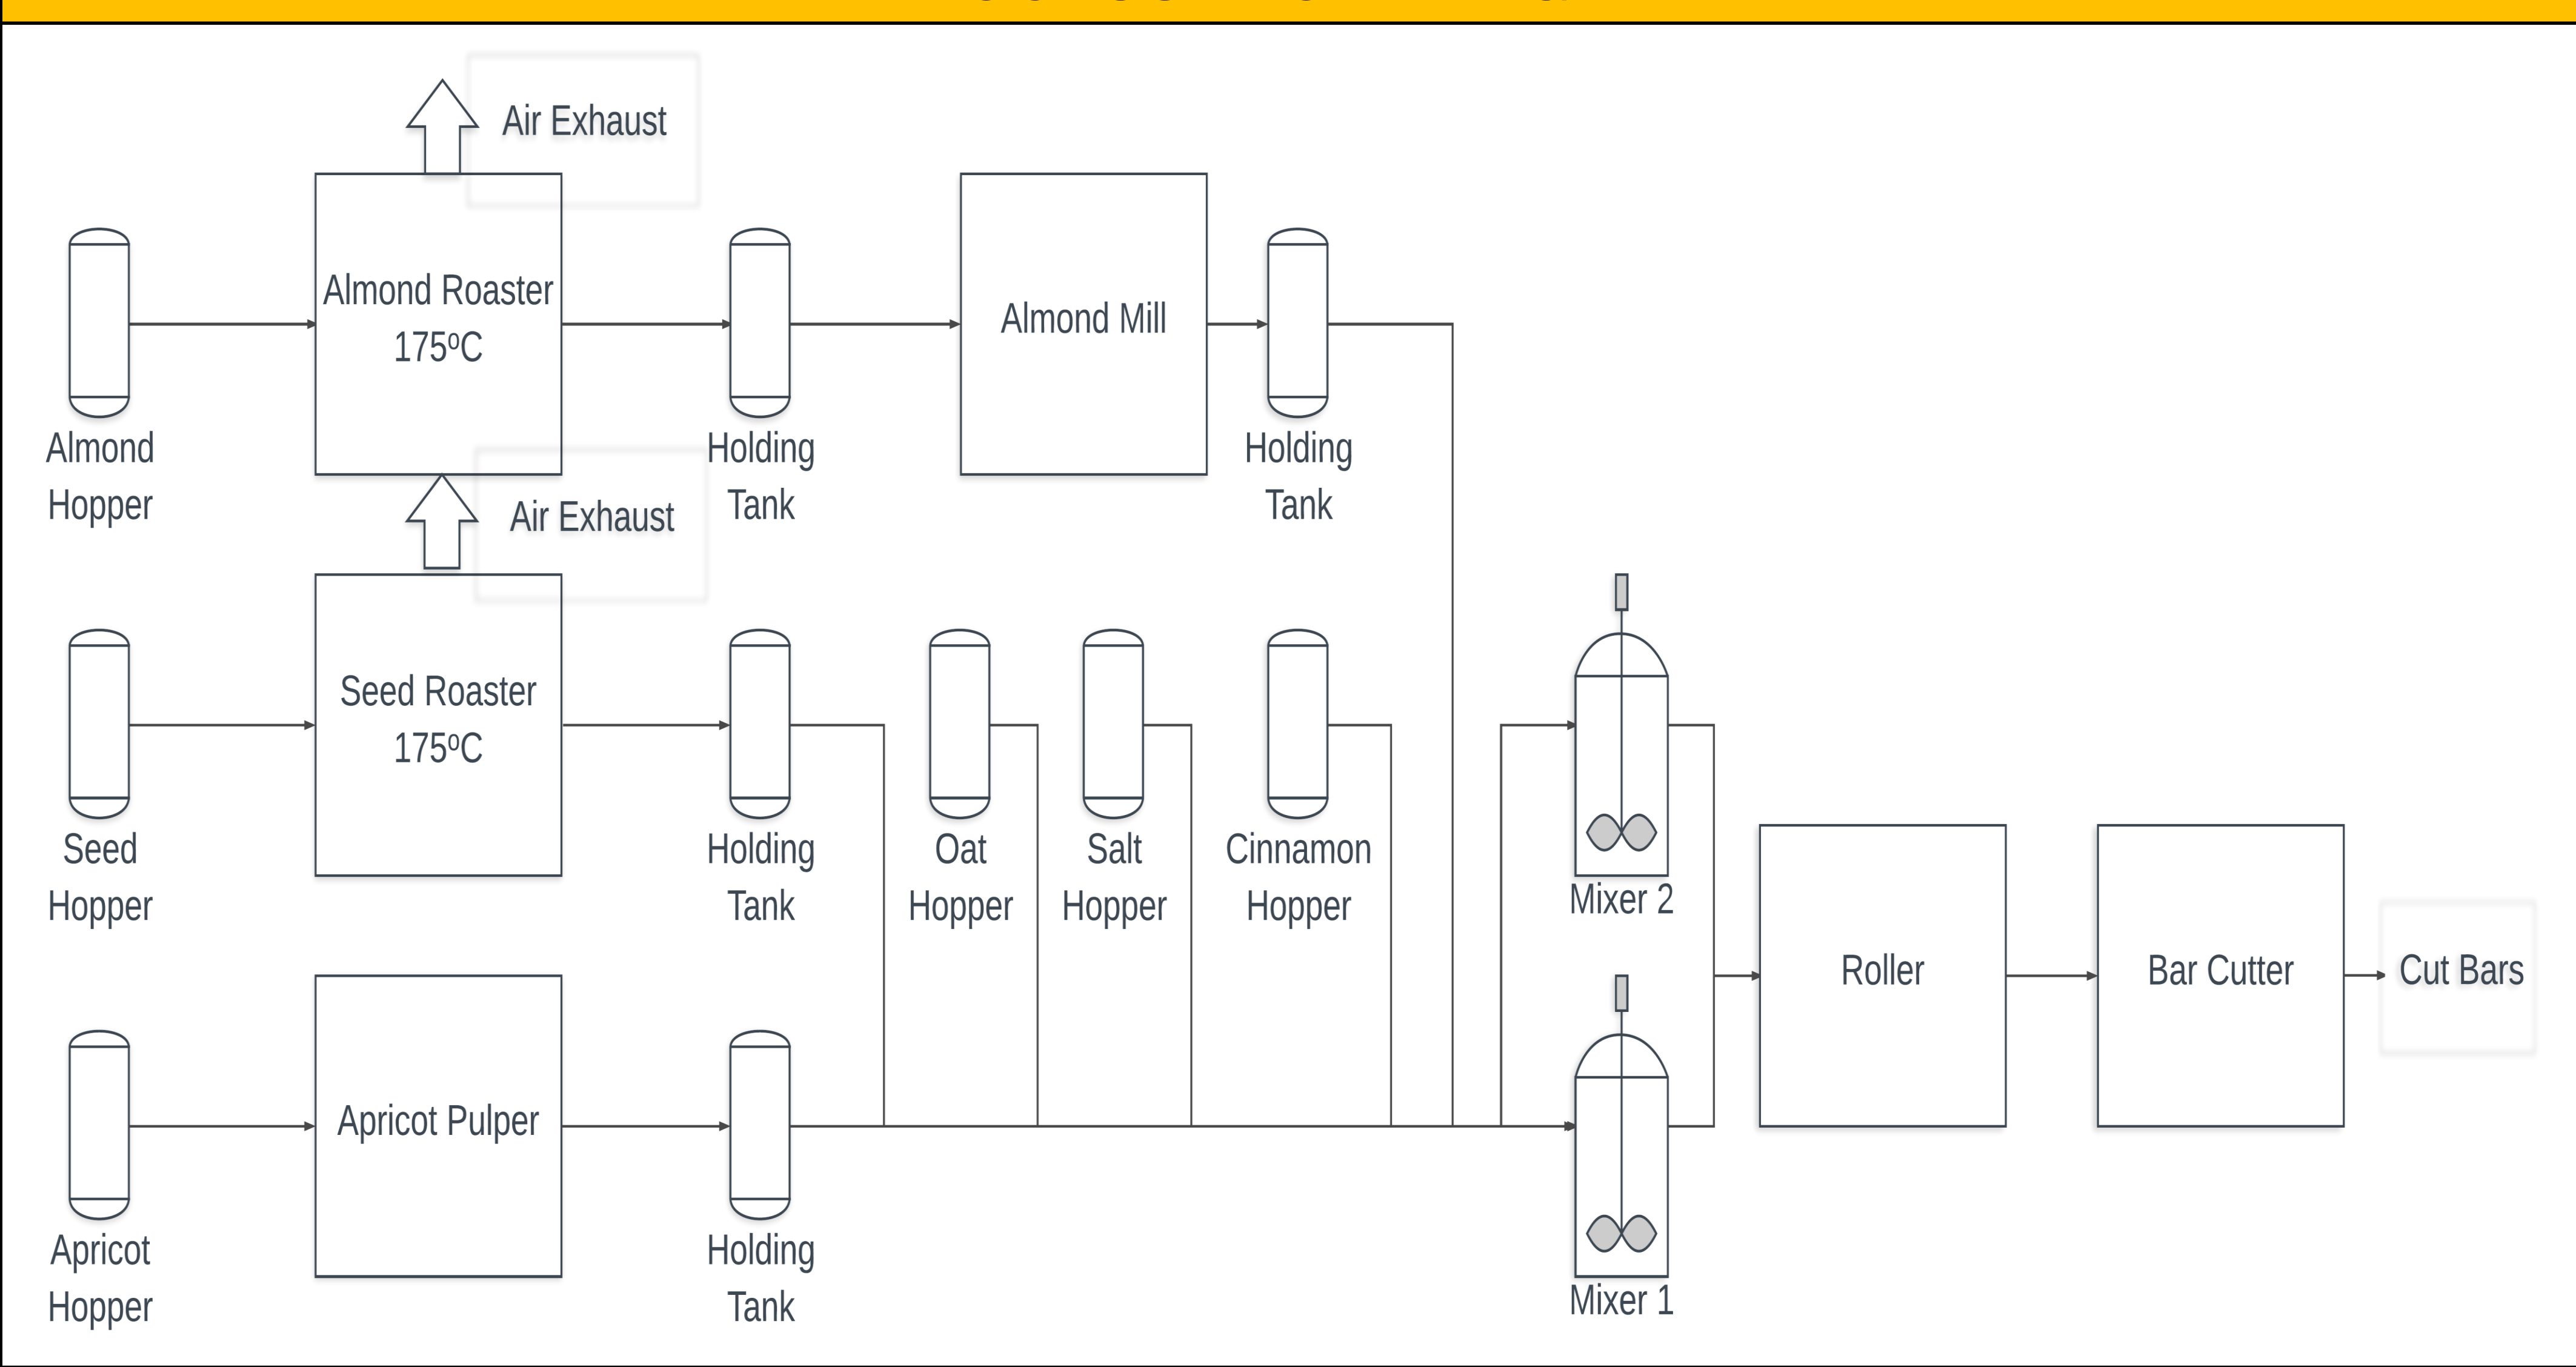 Air Exhaust
Almond Roaster
175ºC
Almond Mill
Almond
Hopper
Holding
Tank
Holding
Tank
Air Exhaust
Seed Roaster
175ºC
Seed
Hopper
Holding
Tank
Oat
Hopper
Salt
Hopper
Cinnamon
Hopper
Mixer 2
Roller
Bar Cutter
Cut Bars
Apricot Pulper
Apricot
Hopper
Holding
Tank
Mixer 1